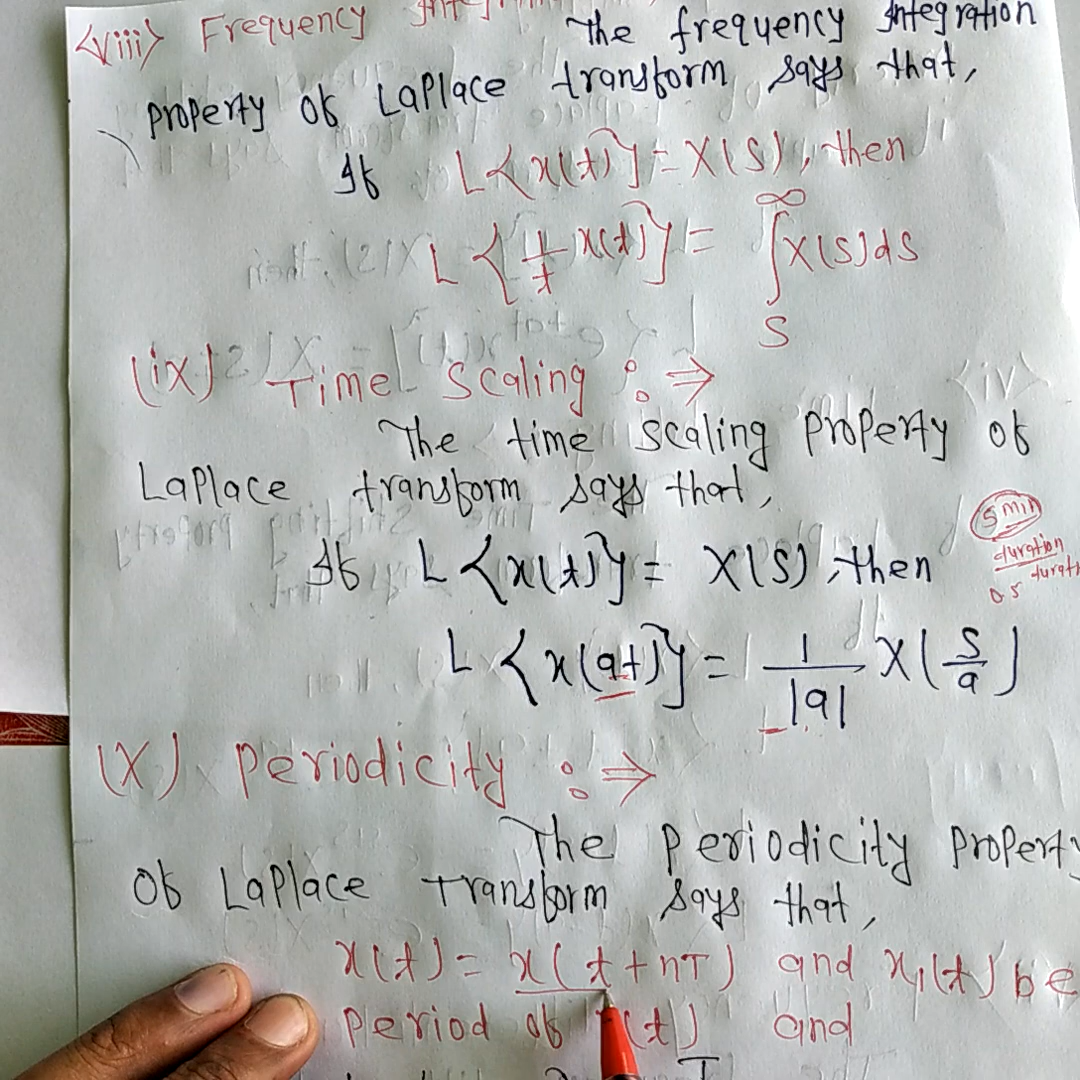 <viii> Frequency
The frequency Integration
property of Laplace transform says that,
If L{x(t)} = X(s), then
L{1/t x(t)} = ∫ₛ^∞ X(s)ds
(ix) Time Scaling :⇒
The time scaling property of
Laplace transform says that,
If L{x(t)} = X(s), then
5 min
duration
0.5
L{x(at)} = 1/|a| X(s/a)
(X) Periodicity :⇒
The Periodicity Property
of Laplace transform says that,
x(t) = x(t+nT) and x₁(t) be
period of x(t) and